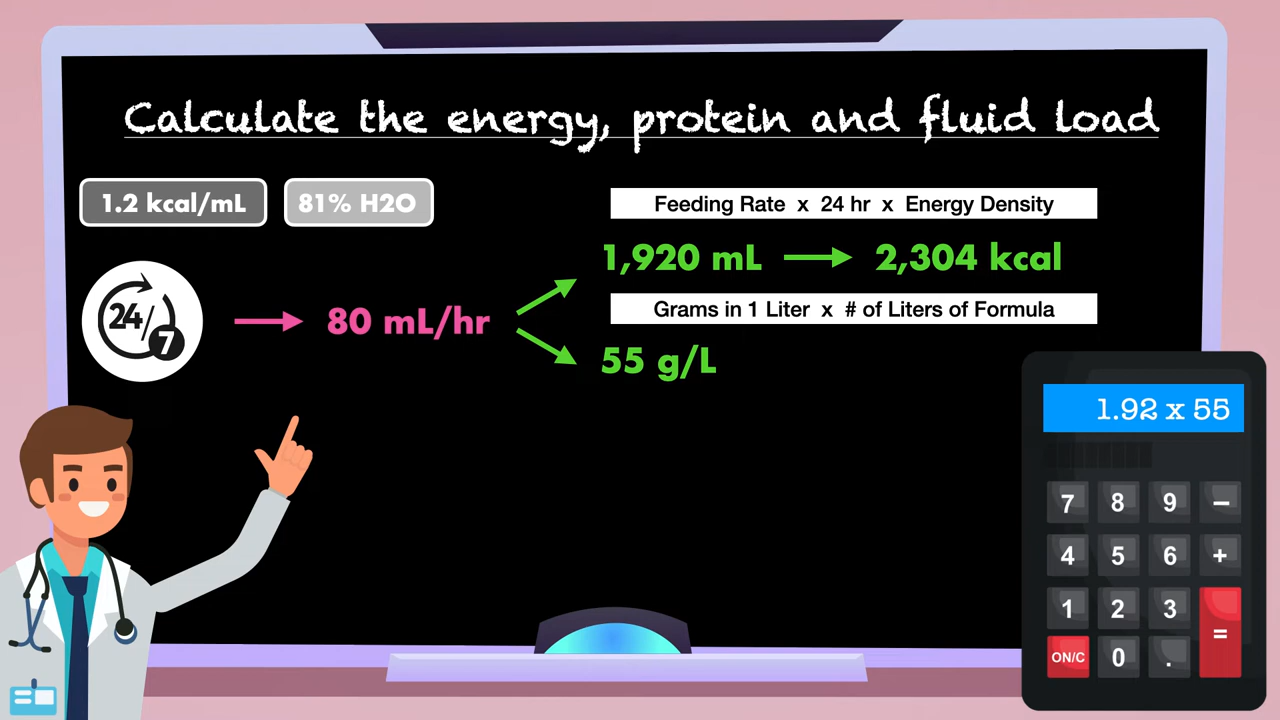 Calculate the energy, protein and fluid load
1.2 kcal/mL
81% H2O
Feeding Rate x 24 hr x Energy Density
1,920 mL
2,304 kcal
24/7
80 mL/hr
Grams in 1 Liter x # of Liters of Formula
55 g/L
1.92 x 55
7 8 9 −
4 5 6 +
1 2 3
=
ON/C 0 .